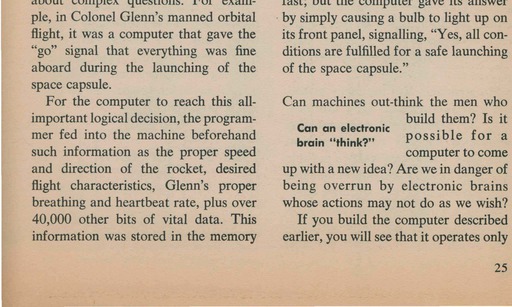 about complex questions. For exam-
ple, in Colonel Glenn's manned orbital
flight, it was a computer that gave the
“go” signal that everything was fine
aboard during the launching of the
space capsule.
For the computer to reach this all-
important logical decision, the program-
mer fed into the machine beforehand
such information as the proper speed
and direction of the rocket, desired
flight characteristics, Glenn's proper
breathing and heartbeat rate, plus over
40,000 other bits of vital data. This
information was stored in the memory
fast; but the computer gave its answer
by simply causing a bulb to light up on
its front panel, signalling, “Yes, all con-
ditions are fulfilled for a safe launching
of the space capsule.”
Can machines out-think the men who
build them? Is it
possible for a
computer to come
Can an electronic
brain “think?”
up with a new idea? Are we in danger of
being overrun by electronic brains
whose actions may not do as we wish?
If you build the computer described
earlier, you will see that it operates only
25